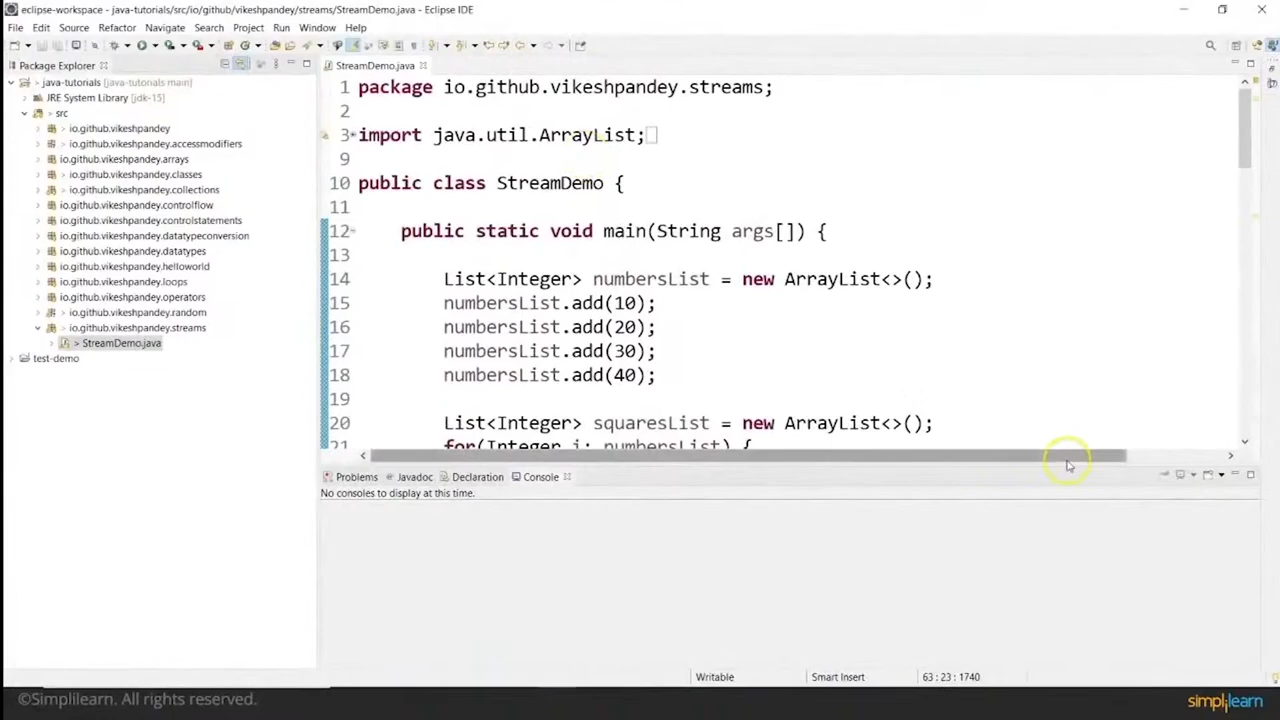 eclipse-workspace - java-tutorials/src/io/github/vikeshpandey/streams/StreamDemo.java - Eclipse IDE
File Edit Source Refactor Navigate Search Project Run Window Help
Package Explorer
> java-tutorials [java-tutorials main]
JRE System Library [jdk-15]
> src
> io.github.vikeshpandey
> io.github.vikeshpandey.accessmodifiers
io.github.vikeshpandey.arrays
io.github.vikeshpandey.classes
> io.github.vikeshpandey.collections
io.github.vikeshpandey.controlflow
io.github.vikeshpandey.controlstatements
io.github.vikeshpandey.datatypeconversion
io.github.vikeshpandey.datatypes
io.github.vikeshpandey.helloworld
io.github.vikeshpandey.loops
io.github.vikeshpandey.operators
> io.github.vikeshpandey.random
> io.github.vikeshpandey.streams
> StreamDemo.java
test-demo
StreamDemo.java
1 package io.github.vikeshpandey.streams;
2
3 import java.util.ArrayList;
9
10 public class StreamDemo {
11
12 public static void main(String args[]) {
13
14 List<Integer> numbersList = new ArrayList<>();
15 numbersList.add(10);
16 numbersList.add(20);
17 numbersList.add(30);
18 numbersList.add(40);
19
20 List<Integer> squaresList = new ArrayList<>();
21 for(Integer i: numbersList) {
Problems Javadoc Declaration Console
No consoles to display at this time.
Writable Smart Insert 63 : 23 : 1740
©Simplilearn. All rights reserved.
simplilearn